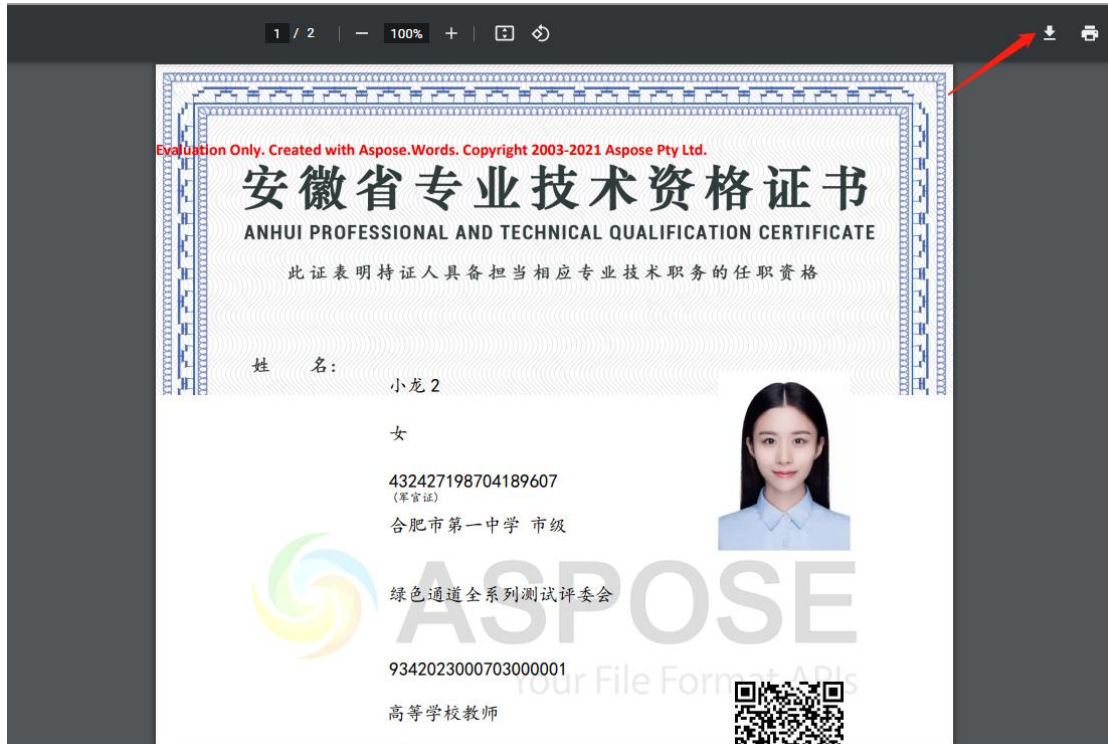 1 / 2 | — 100% + |
Evaluation Only. Created with Aspose.Words. Copyright 2003-2021 Aspose Pty Ltd.
安徽省专业技术资格证书
ANHUI PROFESSIONAL AND TECHNICAL QUALIFICATION CERTIFICATE
此证表明持证人具备担当相应专业技术职务的任职资格
姓 名：
小龙2
女
432427198704189607
(军官证)
合肥市第一中学 市级
绿色通道全系列测试评委会
ASPOSE
9342023000703000001
Your File Format APIs
高等学校教师